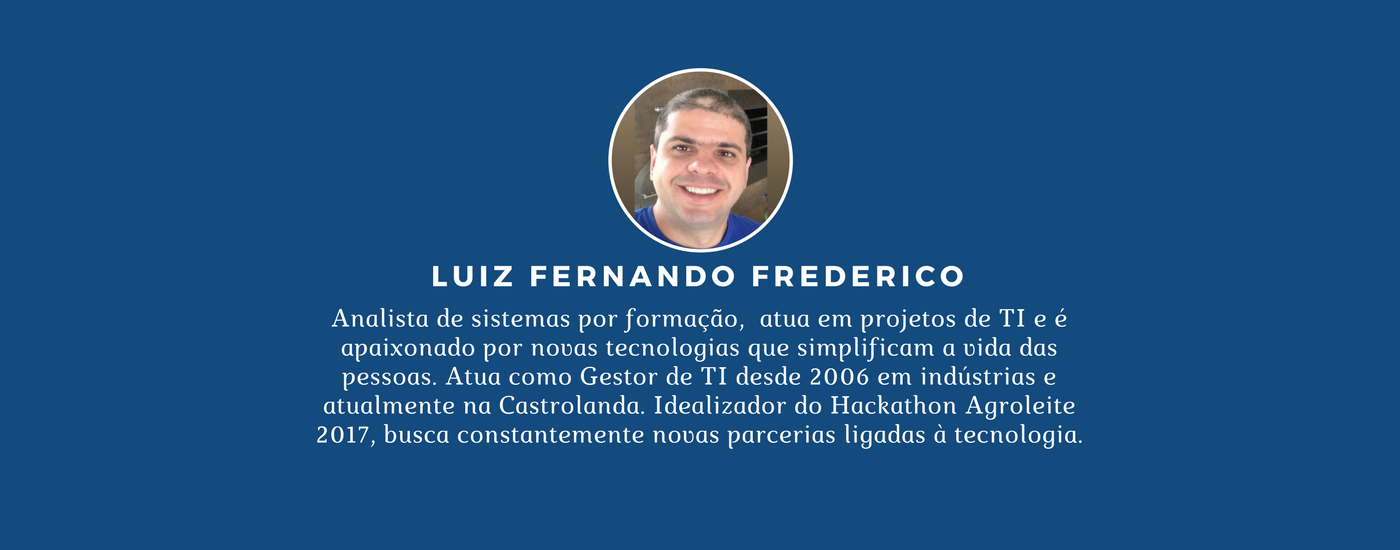 LUIZ FERNANDO FREDERICO
Analista de sistemas por formação, atua em projetos de TI e é
apaixonado por novas tecnologias que simplificam a vida das
pessoas. Atua como Gestor de TI desde 2006 em indústrias e
atualmente na Castrolanda. Idealizador do Hackathon Agroleite
2017, busca constantemente novas parcerias ligadas à tecnologia.